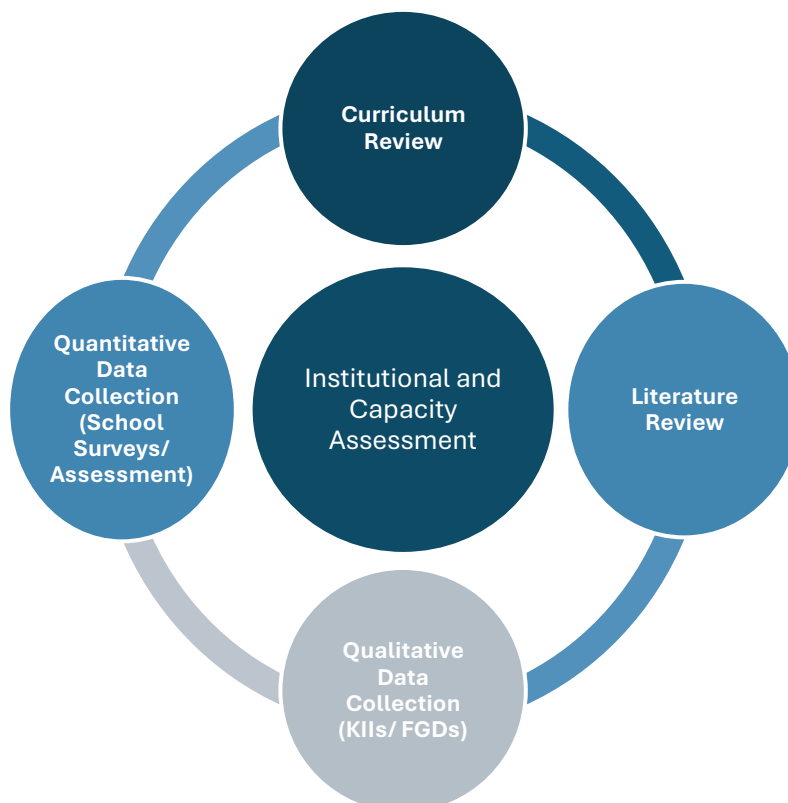 Curriculum
Review
Quantitative
Data
Collection
(School
Surveys/
Assessment)
Institutional and
Capacity
Assessment
Literature
Review
Qualitative
Data
Collection
(KIIs/ FGDs)